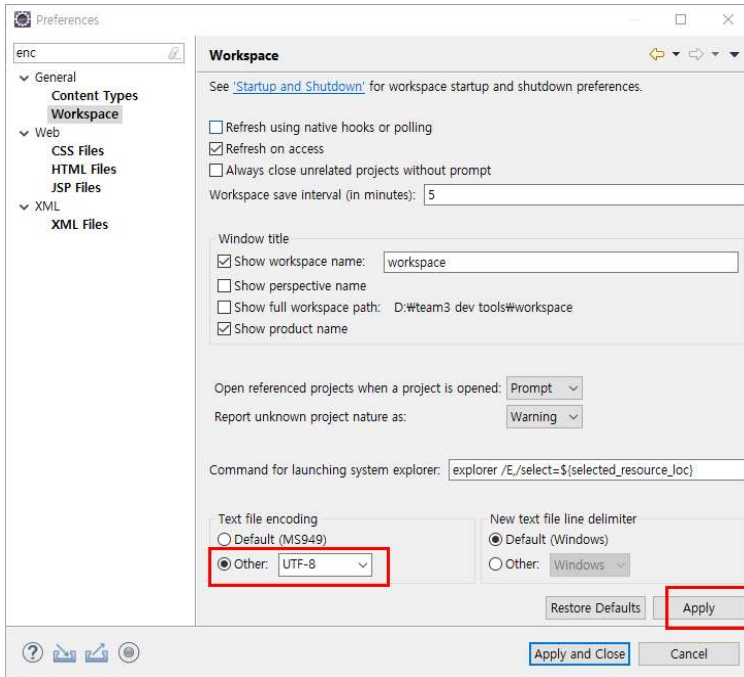 Preferences
enc
General
Content Types
Workspace
Web
CSS Files
HTML Files
JSP Files
XML
XML Files
Workspace
See 'Startup and Shutdown' for workspace startup and shutdown preferences.
Refresh using native hooks or polling
Refresh on access
Always close unrelated projects without prompt
Workspace save interval (in minutes): 5
Window title
Show workspace name: workspace
Show perspective name
Show full workspace path: D:₩team3 dev tools₩workspace
Show product name
Open referenced projects when a project is opened: Prompt
Report unknown project nature as: Warning
Command for launching system explorer: explorer /E,/select=${selected_resource_loc}
Text file encoding
Default (MS949)
Other: UTF-8
New text file line delimiter
Default (Windows)
Other: Windows
Restore Defaults Apply
Apply and Close Cancel